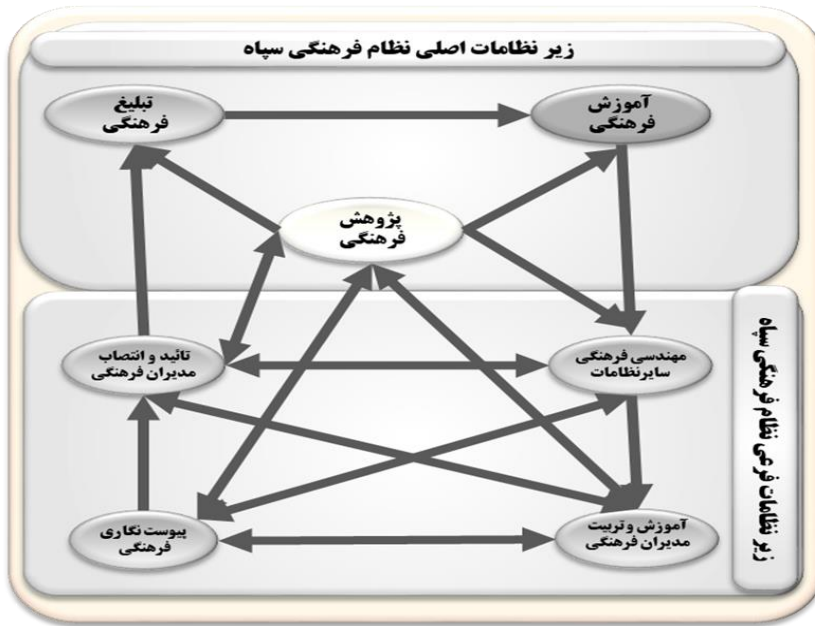 زیر نظامات اصلی نظام فرهنگی سپاه
آموزش
فرهنگی
تبلیغ
فرهنگی
پژوهش
فرهنگی
زیر نظامات فرعی نظام فرهنگی سپاه
مهندسی فرهنگی
سایرنظامات
تائید و انتصاب
مدیران فرهنگی
آموزش و تربیت
مدیران فرهنگی
پیوست نگاری
فرهنگی